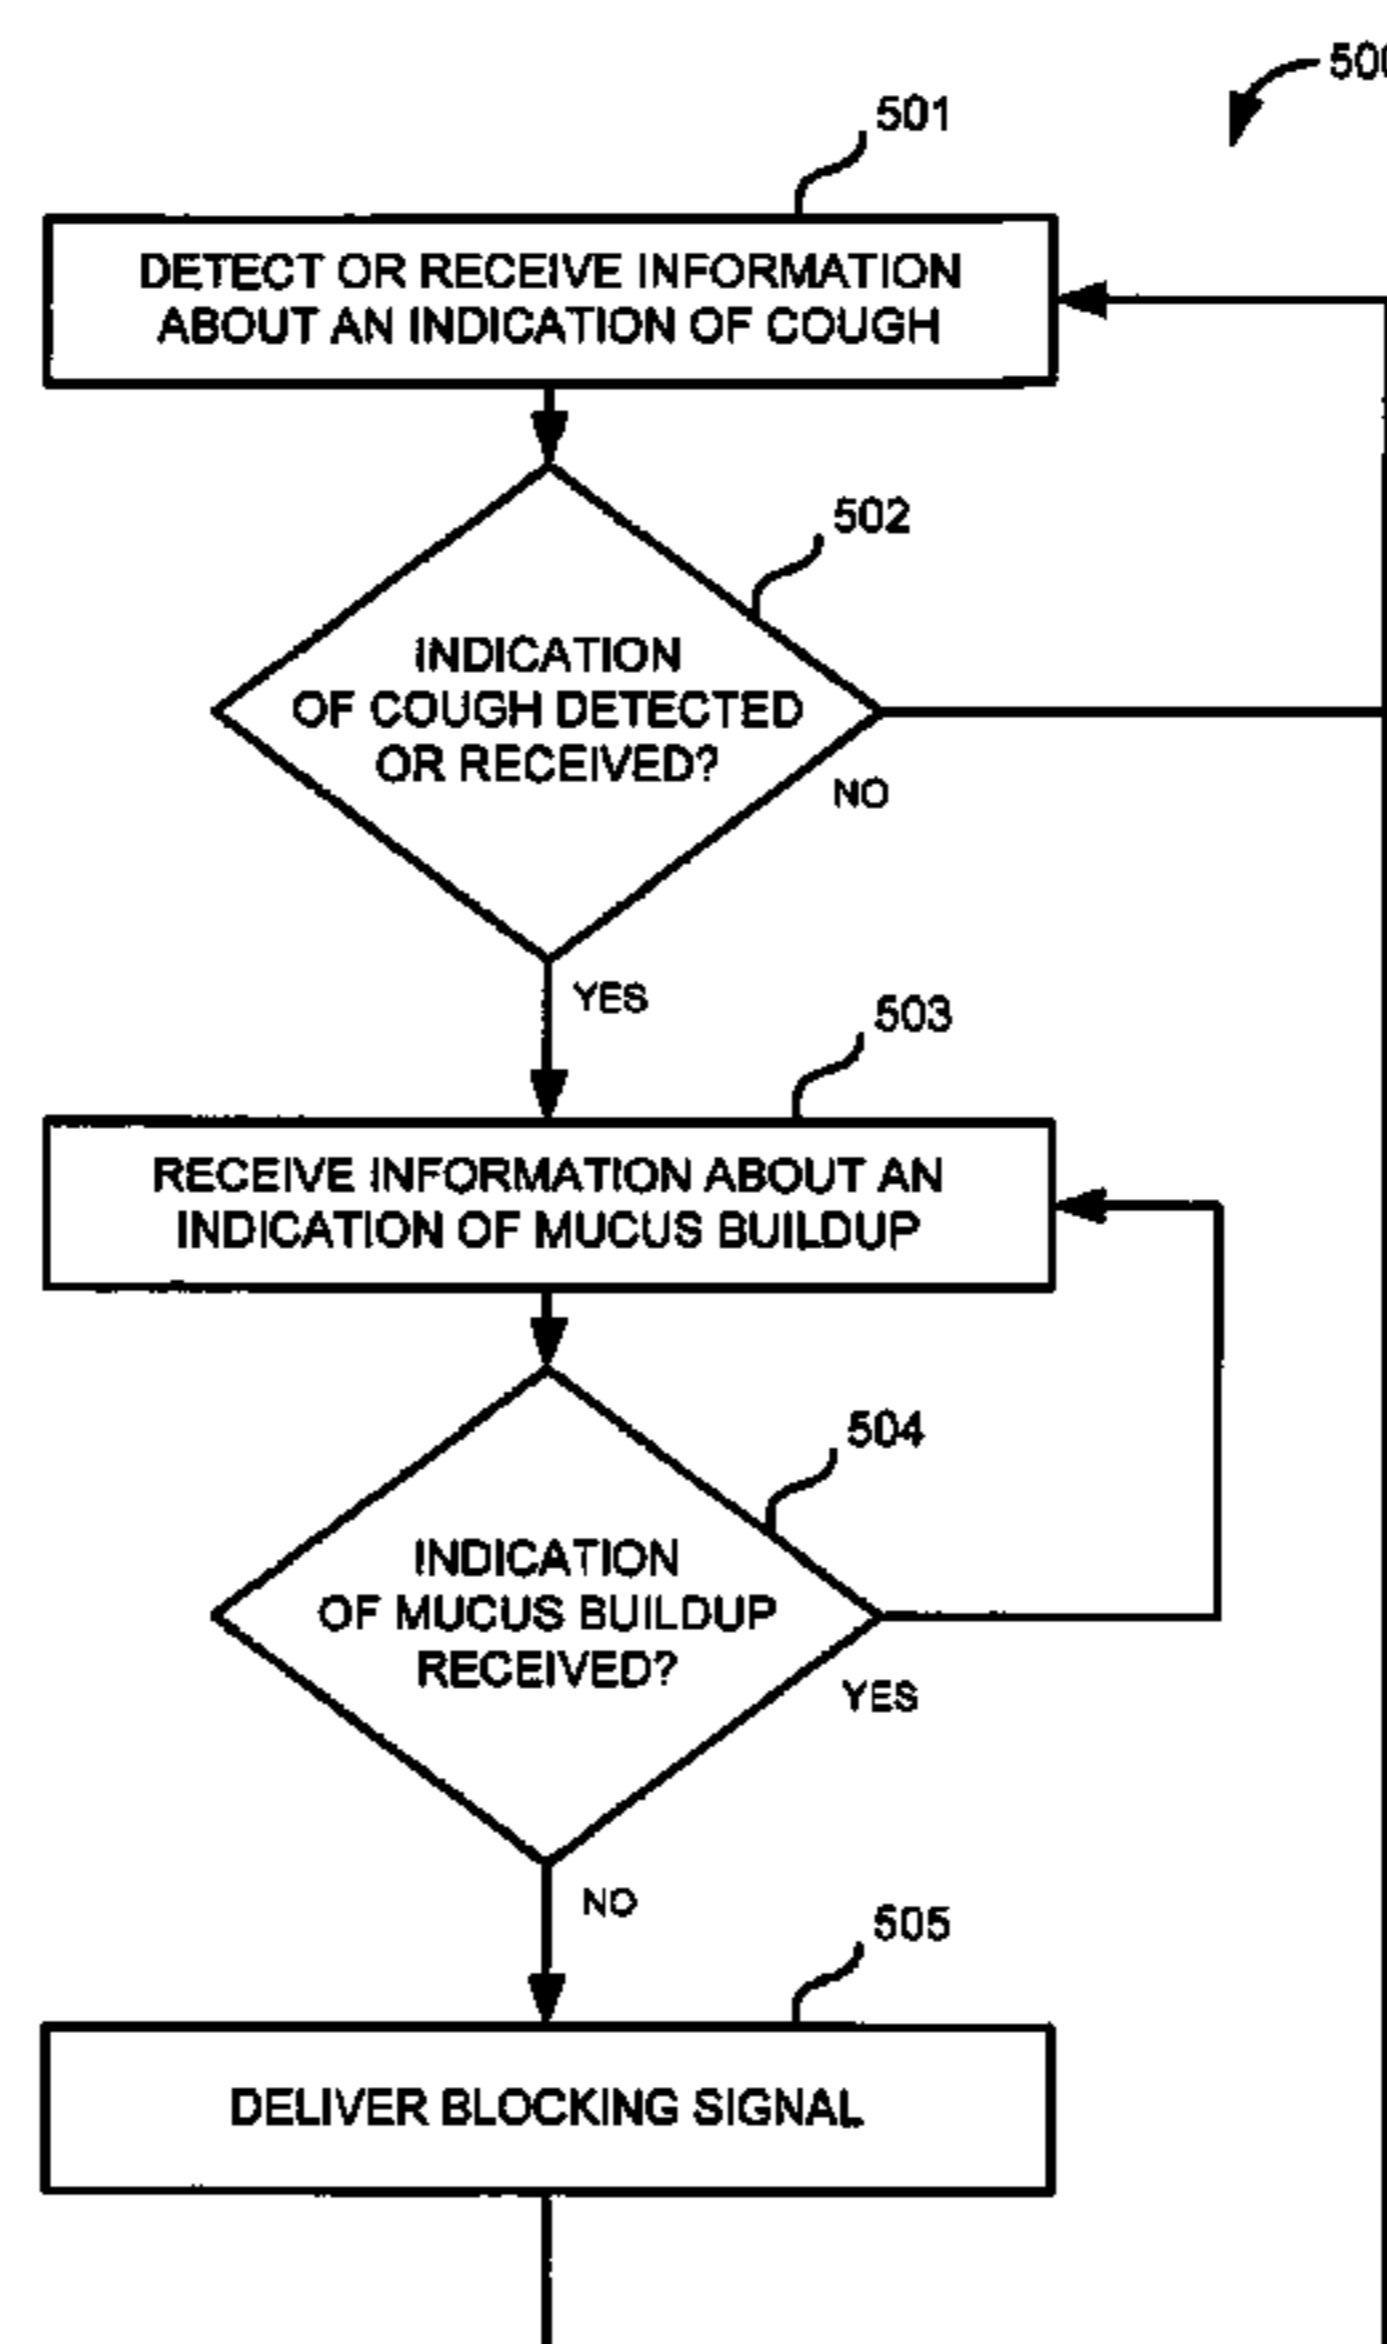 501
DETECT OR RECEIVE INFORMATION
ABOUT AN INDICATION OF COUGH
502
INDICATION
OF COUGH DETECTED
OR RECEIVED?
NO
YES
503
RECEIVE INFORMATION ABOUT AN
INDICATION OF MUCUS BUILDUP
504
INDICATION
OF MUCUS BUILDUP
RECEIVED?
YES
NO
505
DELIVER BLOCKING SIGNAL